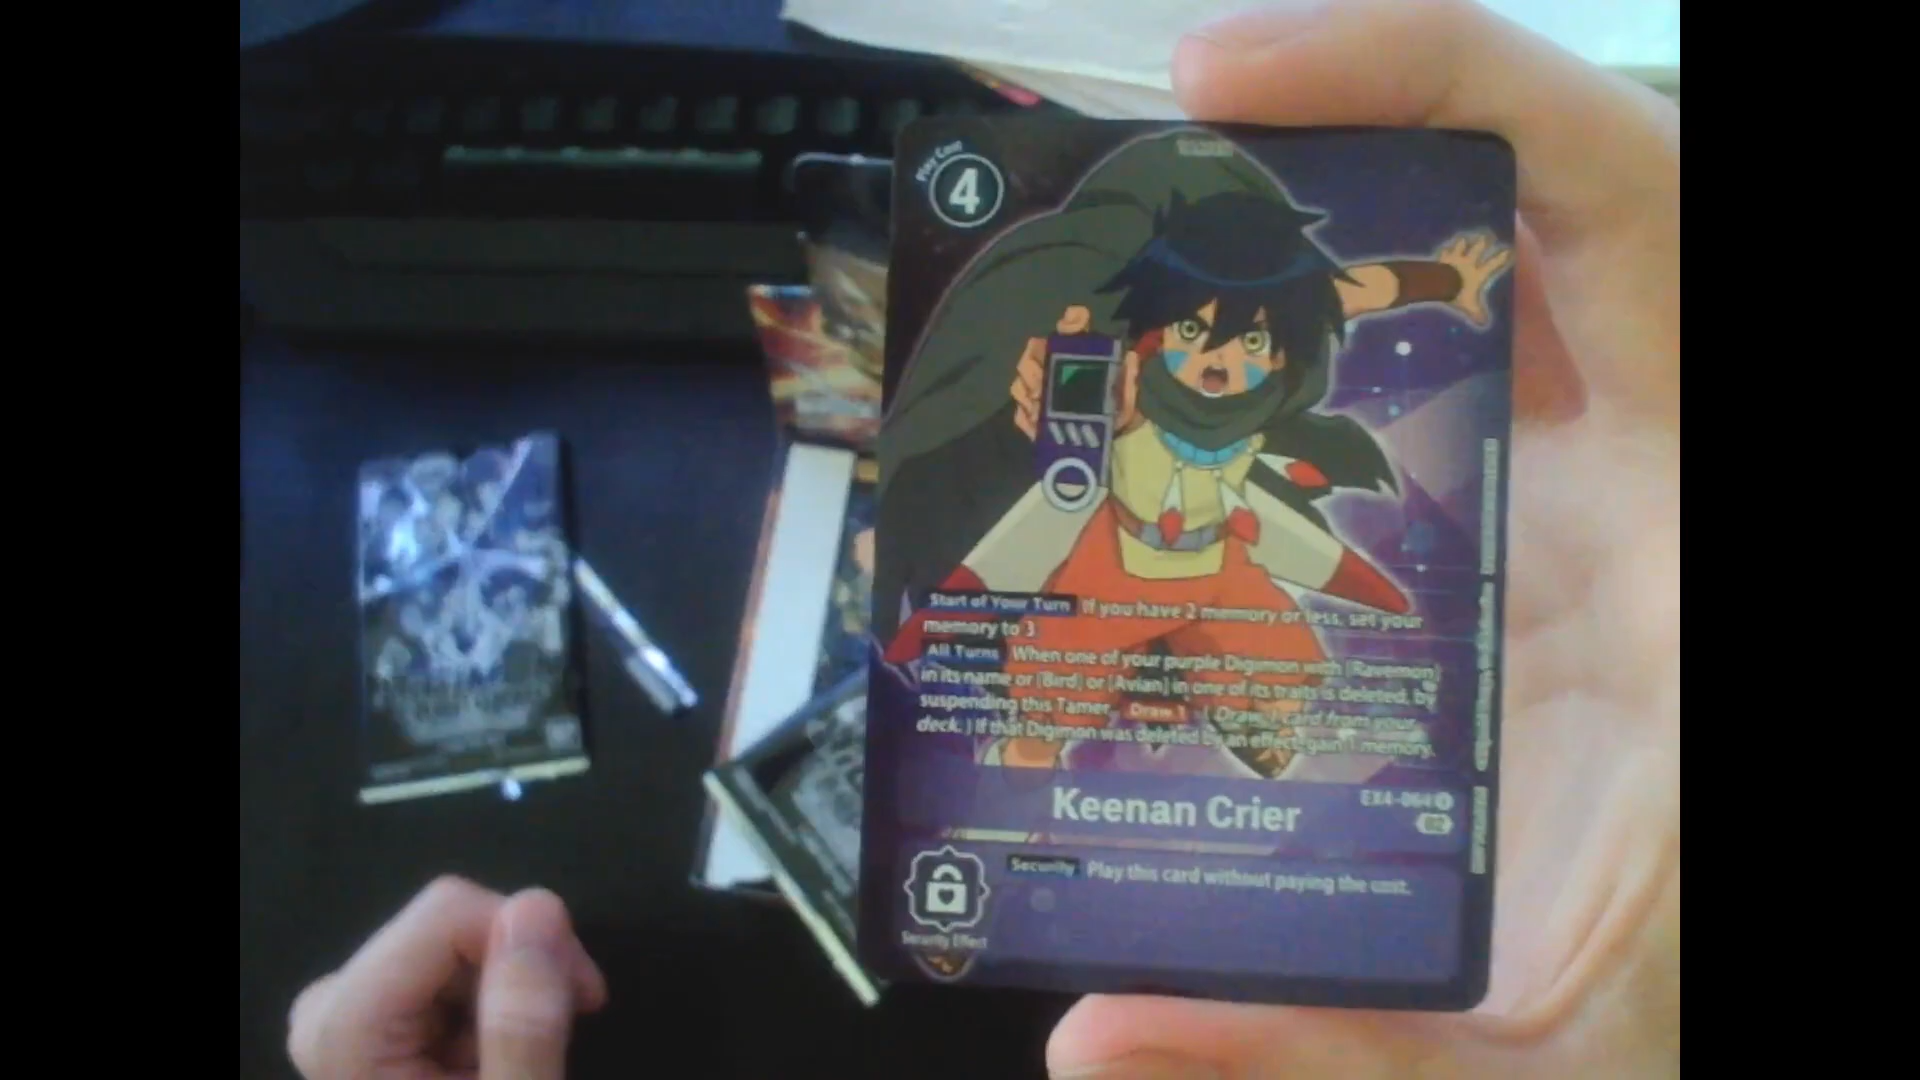 Play Cost
4
TAMER
Start of Your Turn If you have 2 memory or less, set your
memory to 3
All Turns When one of your purple Digimon with [Ravemon]
in its name or [Bird] or [Avian] in one of its traits is deleted, by
suspending this Tamer, Draw 1 (Draw 1 card from your
deck.) If that Digimon was deleted by an effect, gain 1 memory.
Keenan Crier
EX4-064 U
02
Security Play this card without paying the cost.
Security Effect